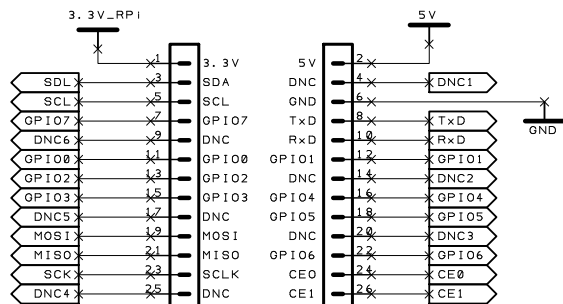 3.3V_RPi 5V
1 3.3V 5V 2
SDL 3 SDA DNC 4 DNC1
SCL 5 SCL GND 6
GPIO7 7 GPIO7 TxD 8 TxD
GND
DNC6 9 DNC RxD 10 RxD
GPIO0 11 GPIO0 GPIO1 12 GPIO1
GPIO2 13 GPIO2 DNC 14 DNC2
GPIO3 15 GPIO3 GPIO4 16 GPIO4
DNC5 17 DNC GPIO5 18 GPIO5
MOSI 19 MOSI DNC 20 DNC3
MISO 21 MISO GPIO6 22 GPIO6
SCK 23 SCLK CE0 24 CE0
DNC4 25 DNC CE1 26 CE1